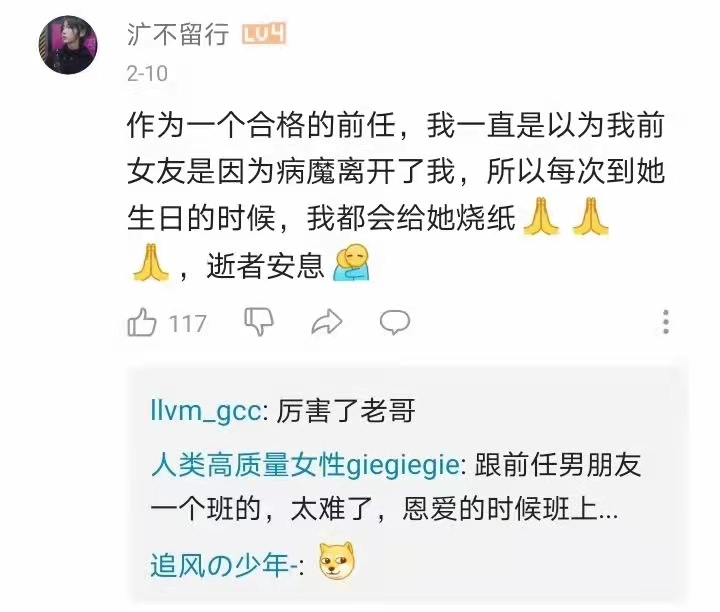 沪不留行 LV4
2-10
作为一个合格的前任，我一直是以为我前
女友是因为病魔离开了我，所以每次到她
生日的时候，我都会给她烧纸🙏🙏
🙏，逝者安息
117
llvm_gcc: 厉害了老哥
人类高质量女性giegiegie: 跟前任男朋友
一个班的，太难了，恩爱的时候班上...
追风の少年-: